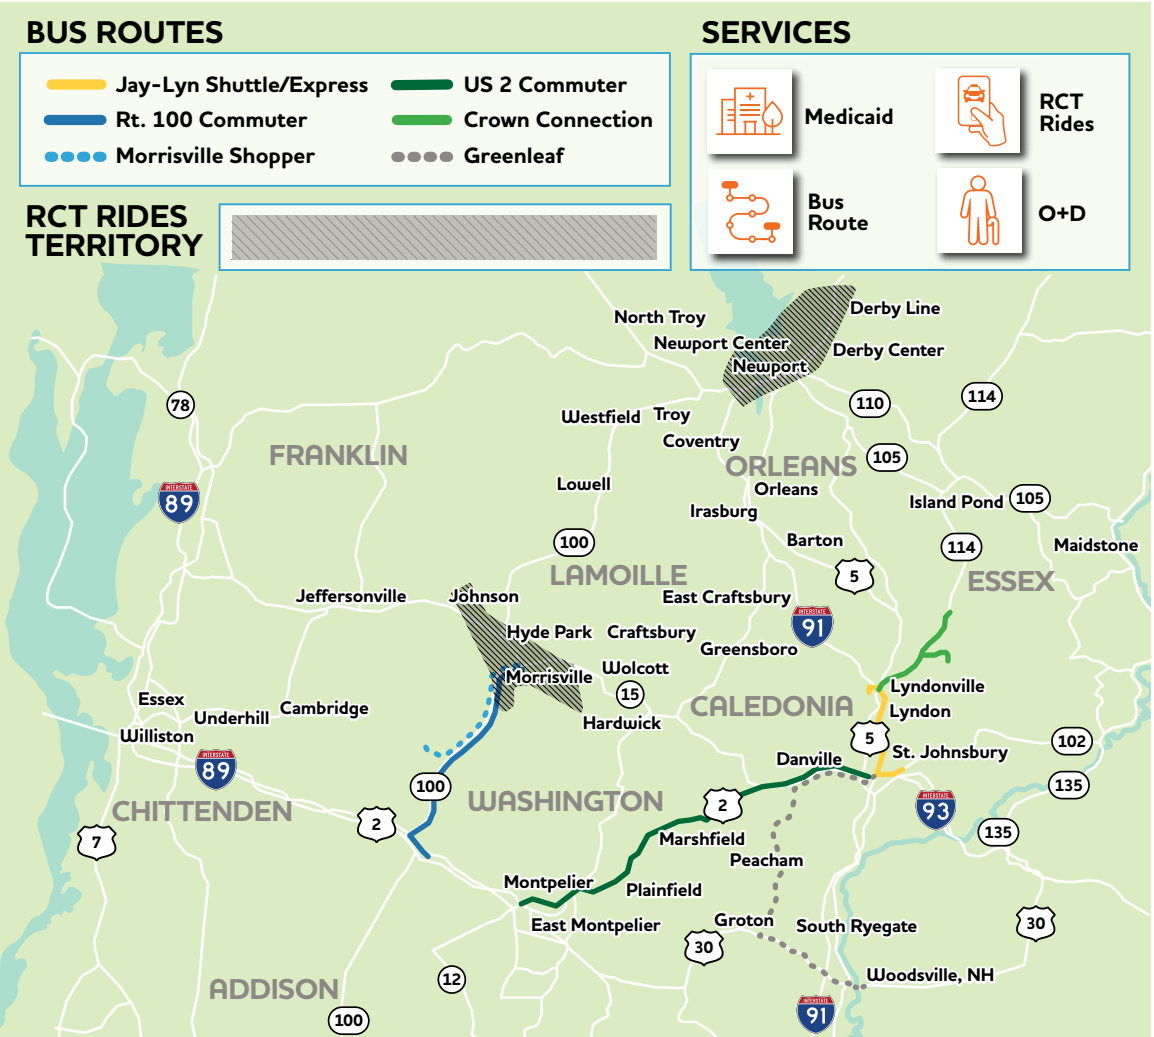 BUS ROUTES
Jay-Lyn Shuttle/Express
US 2 Commuter
Rt. 100 Commuter
Crown Connection
Morrisville Shopper
Greenleaf
RCT RIDES
TERRITORY
SERVICES
Medicaid
RCT
Rides
Bus
Route
O+D
Derby Line
North Troy
Newport Center
Derby Center
Newport
114
110
78
Westfield
Troy
Coventry
FRANKLIN
ORLEANS
105
Lowell
Orleans
INTERSTATE
89
Island Pond
105
Irasburg
100
Barton
114
Maidstone
LAMOILLE
5
ESSEX
Jeffersonville
Johnson
East Craftsbury
INTERSTATE
91
Hyde Park
Craftsbury
Greensboro
Wolcott
Morrisville
15
Lyndonville
Essex
Underhill
Cambridge
Hardwick
CALEDONIA
Lyndon
Williston
5
102
St. Johnsbury
Danville
INTERSTATE
89
135
100
WASHINGTON
2
INTERSTATE
93
CHITTENDEN
2
135
7
Marshfield
Peacham
Montpelier
Plainfield
East Montpelier
Groton
South Ryegate
30
30
Woodsville, NH
12
ADDISON
100
INTERSTATE
91